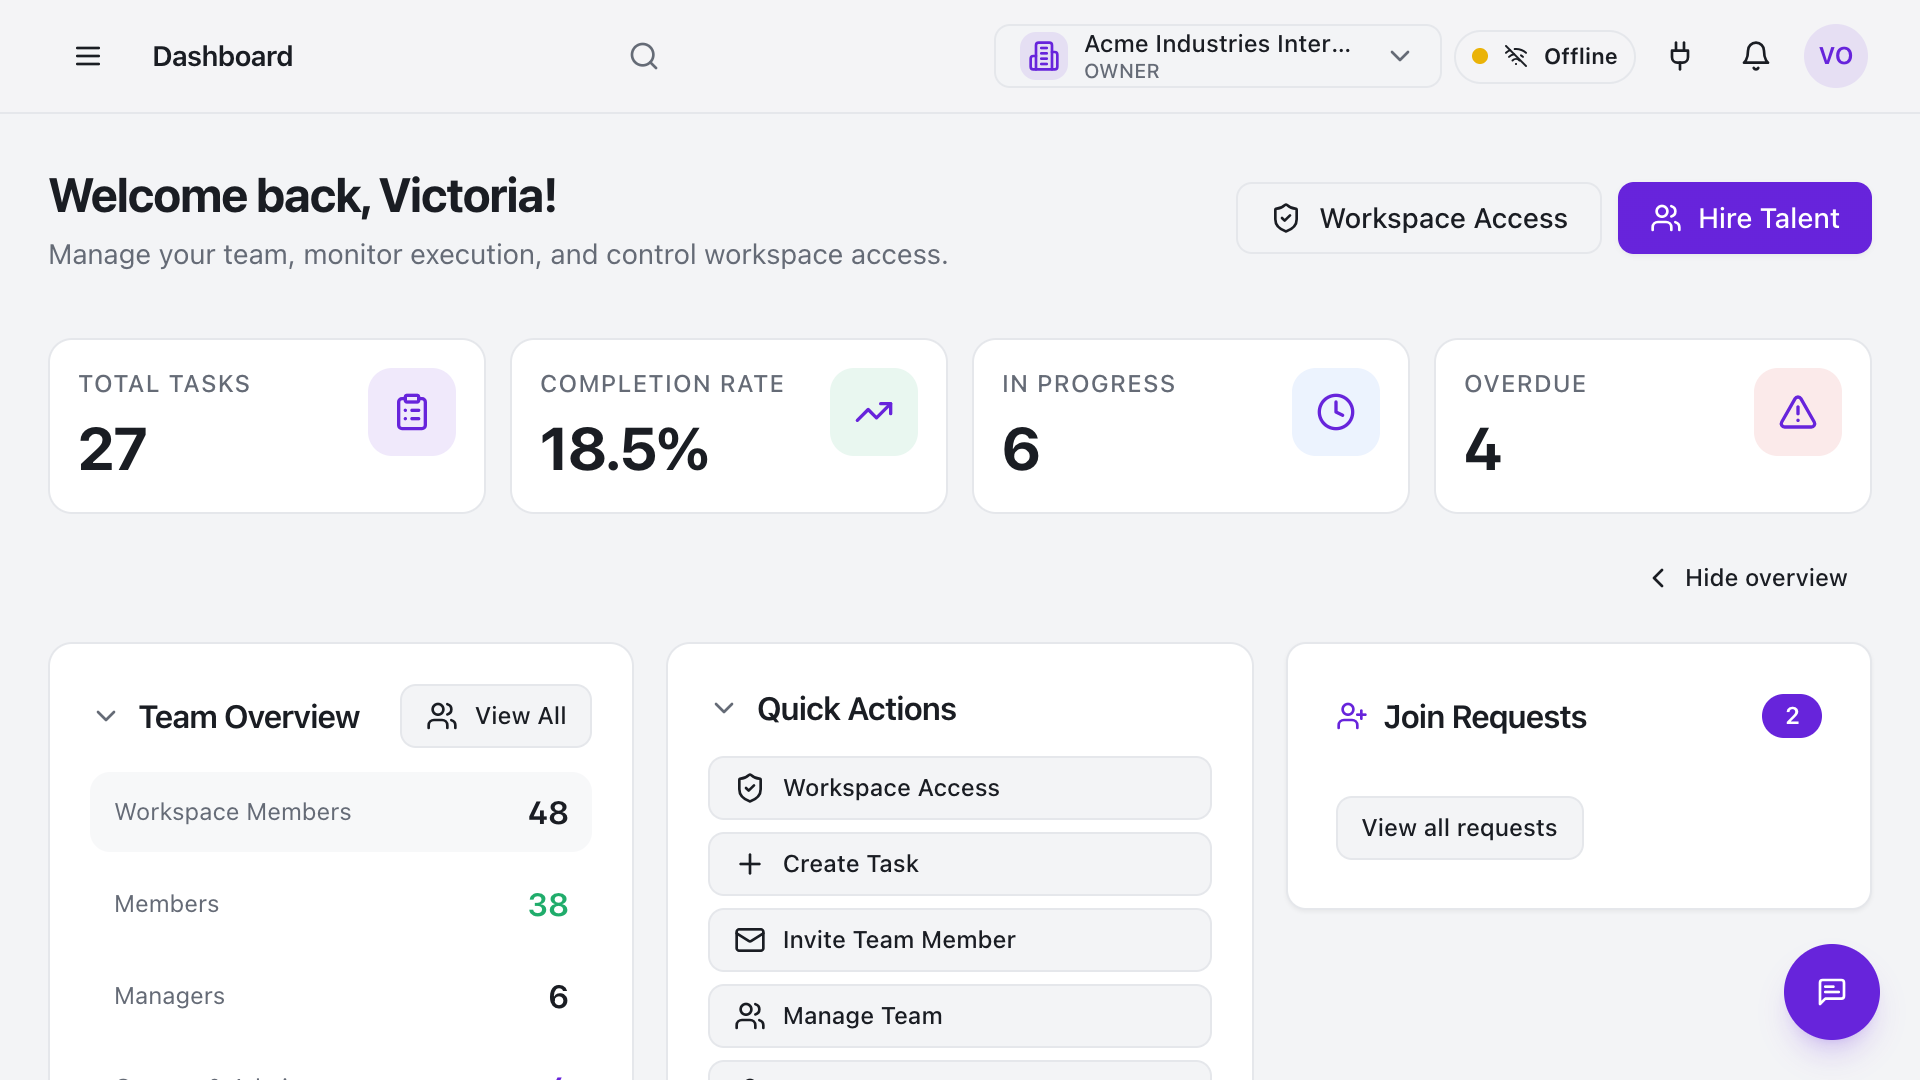 Dashboard
Acme Industries Inter...
OWNER
Offline
VO
Welcome back, Victoria!
Manage your team, monitor execution, and control workspace access.
Workspace Access
Hire Talent
TOTAL TASKS
27
COMPLETION RATE
18.5%
IN PROGRESS
6
OVERDUE
4
Hide overview
Team Overview
View All
Workspace Members
48
Members
38
Managers
6
Quick Actions
Workspace Access
Create Task
Invite Team Member
Manage Team
Join Requests
2
View all requests